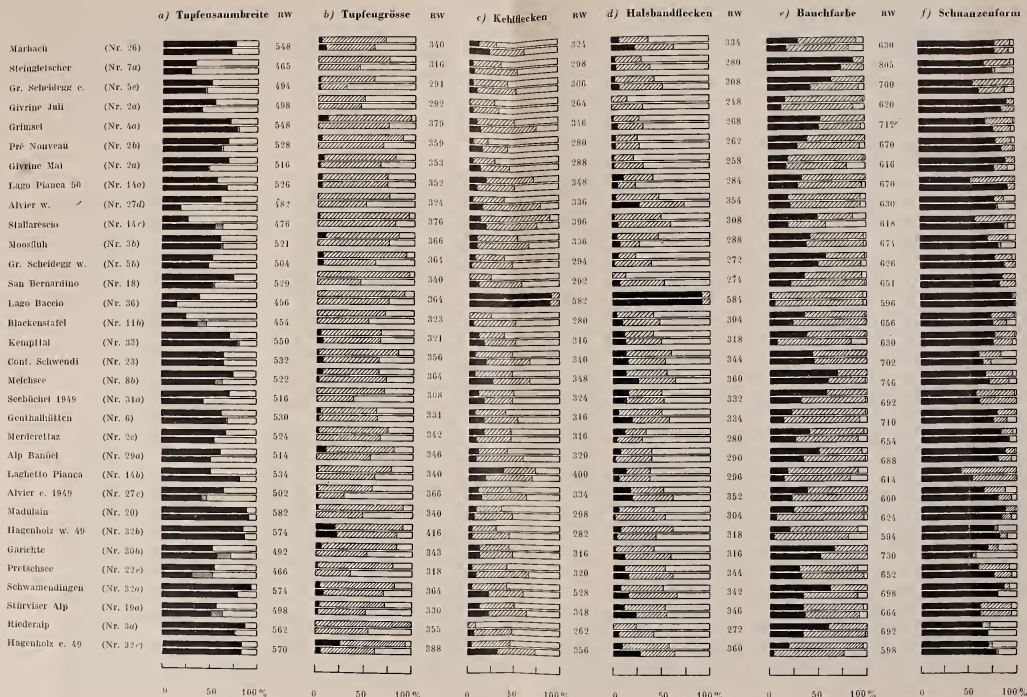 a) Tupfensaumbreite RW b) Tupfengrösse RW c) Kehlflecken RW d) Halsbandflecken RW e) Bauchfarbe RW f) Schnauzenform
Marbach (Nr. 26) 548 340 324 334 630
Steingletscher (Nr. 7a) 465 316 298 280 805
Gr. Scheidegg e. (Nr. 5e) 494 291 306 308 700
Givrine Juli (Nr. 2a) 498 292 264 248 620
Grimsel (Nr. 4a) 548 379 346 268 712
Pré Nouveau (Nr. 2b) 528 359 280 262 670
Givrine Mai (Nr. 2a) 516 353 288 258 616
Lago Pianca 50 (Nr. 14a) 526 352 348 284 670
Alvier w. (Nr. 27d) 482 324 336 354 630
(Nr. 14c) 476 376 396 308 618
Moosfluh (Nr. 3b) 521 366 336 288 674
Gr. Scheidegg w. (Nr. 5b) 504 364 294 272 626
San Bernardino (Nr. 18) 529 340 292 274 651
Lago Baccio (Nr. 36) 456 364 582 584 596
Blackenstafel (Nr. 11b) 454 323 280 304 656
Kempttal (Nr. 33) 550 321 316 318 630
Cont. Schwendi (Nr. 23) 532 356 340 344 702
Melchsee (Nr. 8b) 522 364 348 360 746
Seebüchel 1949 (Nr. 31a) 516 308 324 332 692
Genthalhütten (Nr. 6) 530 331 316 334 710
Merderettaz (Nr. 2c) 524 342 316 280 654
Alp Banüel (Nr. 29a) 514 346 320 290 688
Laghetto Pianca (Nr. 14b) 534 340 400 296 614
Alvier e. 1949 (Nr. 27c) 502 366 334 352 660
Madulain (Nr. 20) 582 340 298 304 624
Hagenholz w. 49 (Nr. 32b) 574 416 282 318 504
Garichte (Nr. 30b) 492 343 316 316 730
Pretschsee (Nr. 22c) 466 318 320 344 652
Schwamendingen (Nr. 32a) 574 364 528 342 698
Stürviser Alp (Nr. 19a) 498 330 348 346 664
Riederalp (Nr. 3a) 562 355 262 272 692
Hagenholz e. 49 (Nr. 32c) 570 388 356 360 598
0 50 100% 0 50 100% 0 50 100% 0 50 100% 0 50 100% 0 50 100%